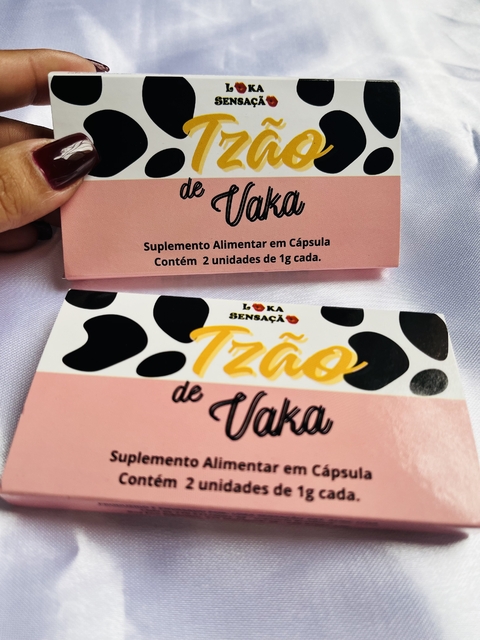 LOKA
SENSAÇÃO
Tzão
de Vaka
Suplemento Alimentar em Cápsula
Contém 2 unidades de 1g cada.
LOKA
SENSAÇÃO
Tzão
de Vaka
Suplemento Alimentar em Cápsula
Contém 2 unidades de 1g cada.